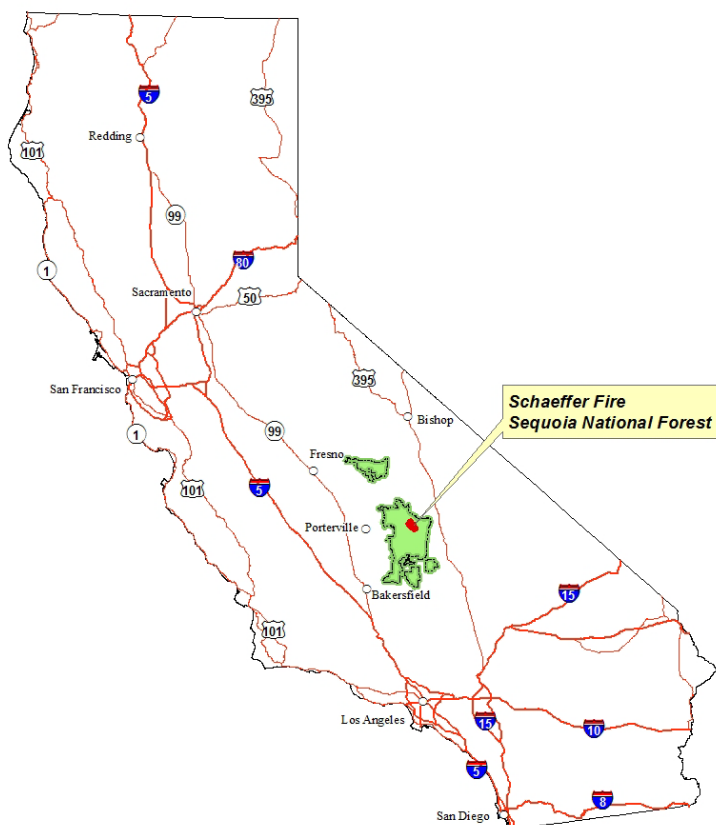 5
395
Redding
101
99
1
80
Sacramento
50
395
San Francisco
Schaeffer Fire
Sequoia National Forest
Bishop
1
99
Fresno
5
101
Porterville
Bakersfield
15
101
Los Angeles
15
10
5
8
San Diego